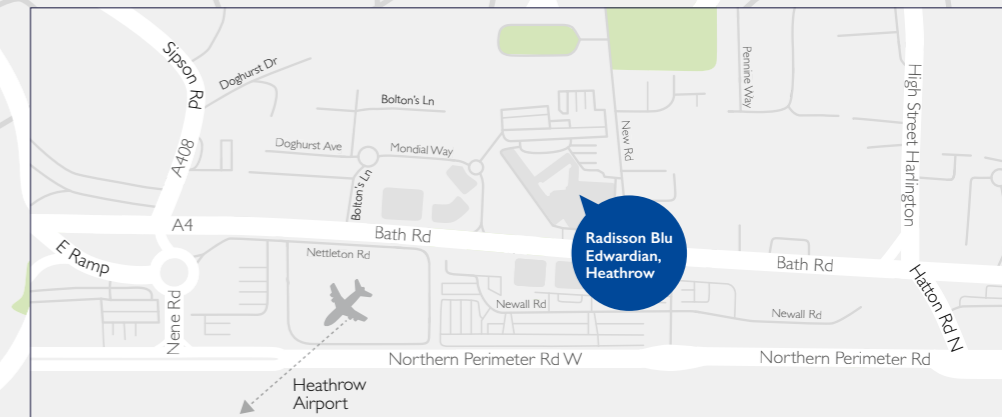 Sipson Rd
Doghurst Dr
Bolton's Ln
Pennine Way
High Street Harlington
New Rd
A408
Doghurst Ave
Mondial Way
Bolton's Ln
A4
Bath Rd
Radisson Blu
Edwardian,
Heathrow
E Ramp
Nettleton Rd
Bath Rd
Hatton Rd N
Nene Rd
Newall Rd
Newall Rd
Northern Perimeter Rd W
Northern Perimeter Rd
Heathrow
Airport